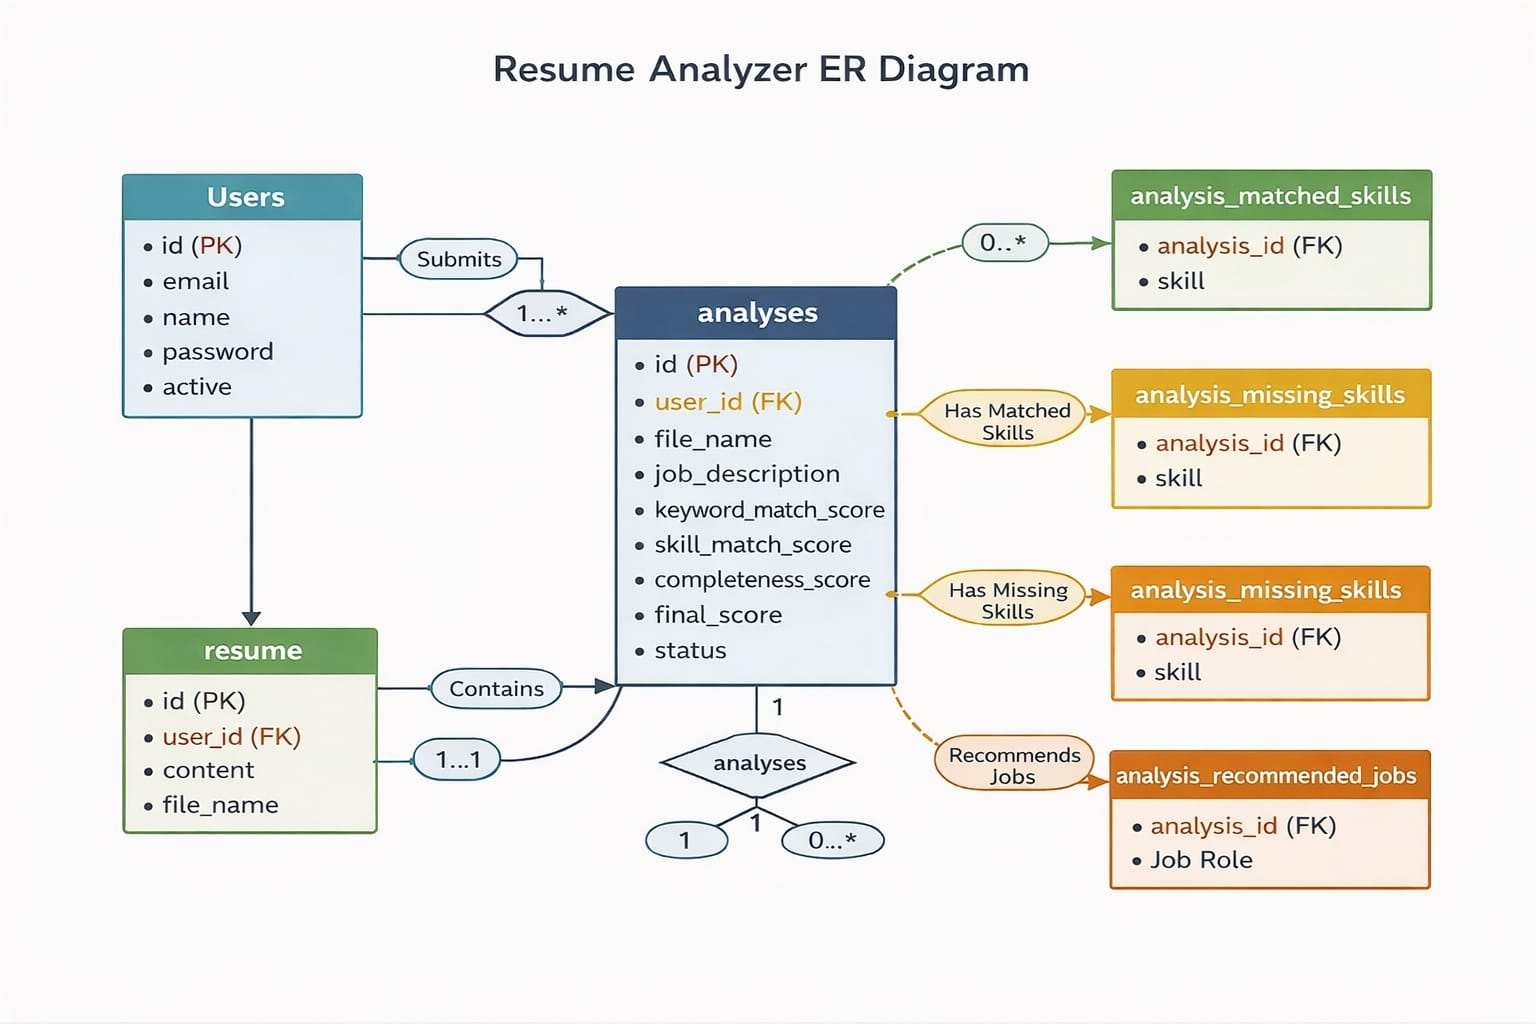 Resume Analyzer ER Diagram
Users
• id (PK)
• email
• name
• password
• active
Submits
1...*
resume
• id (PK)
• user_id (FK)
• content
• file_name
Contains
1...1
analyses
• id (PK)
• user_id (FK)
• file_name
• job_description
• keyword_match_score
• skill_match_score
• completeness_score
• final_score
• status
1
analyses
1
1
0...*
0..*
analysis_matched_skills
• analysis_id (FK)
• skill
Has Matched
Skills
analysis_missing_skills
• analysis_id (FK)
• skill
Has Missing
Skills
analysis_missing_skills
• analysis_id (FK)
• skill
Recommends
Jobs
analysis_recommended_jobs
• analysis_id (FK)
• Job Role